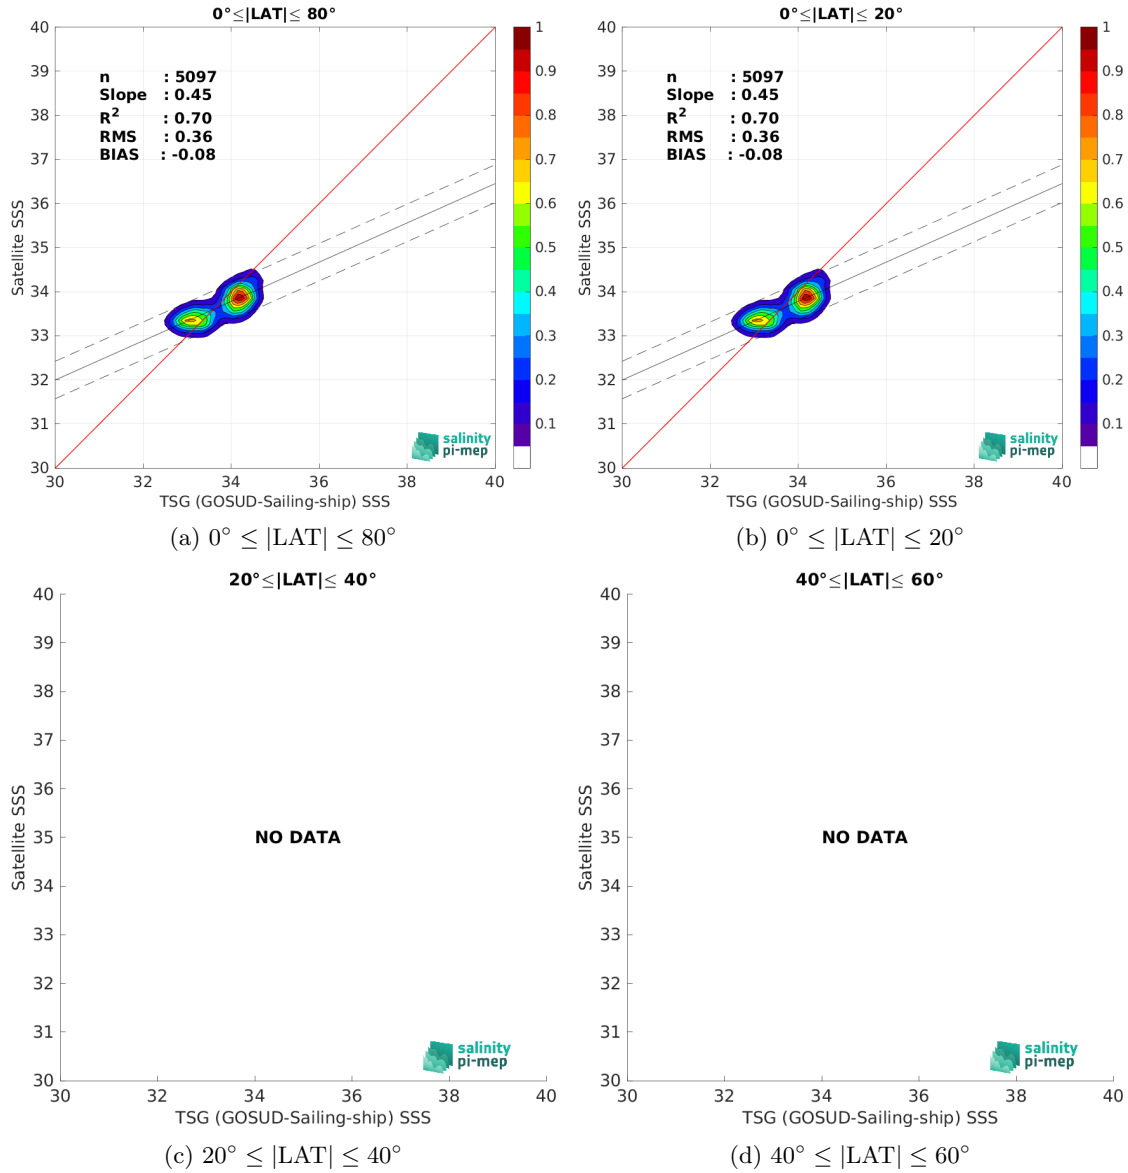 0°≤|LAT|≤ 80°
40
39
38
37
36
35
34
33
32
31
30
Satellite SSS
n : 5097
Slope : 0.45
R² : 0.70
RMS : 0.36
BIAS : -0.08
salinity
pi-mep
30 32 34 36 38 40
TSG (GOSUD-Sailing-ship) SSS
1
0.9
0.8
0.7
0.6
0.5
0.4
0.3
0.2
0.1
(a) 0° ≤ |LAT| ≤ 80°
0°≤|LAT|≤ 20°
40
39
38
37
36
35
34
33
32
31
30
Satellite SSS
n : 5097
Slope : 0.45
R² : 0.70
RMS : 0.36
BIAS : -0.08
salinity
pi-mep
30 32 34 36 38 40
TSG (GOSUD-Sailing-ship) SSS
1
0.9
0.8
0.7
0.6
0.5
0.4
0.3
0.2
0.1
(b) 0° ≤ |LAT| ≤ 20°
20°≤|LAT|≤ 40°
40
39
38
37
36
35
34
33
32
31
30
Satellite SSS
NO DATA
salinity
pi-mep
30 32 34 36 38 40
TSG (GOSUD-Sailing-ship) SSS
(c) 20° ≤ |LAT| ≤ 40°
40°≤|LAT|≤ 60°
40
39
38
37
36
35
34
33
32
31
30
Satellite SSS
NO DATA
salinity
pi-mep
30 32 34 36 38 40
TSG (GOSUD-Sailing-ship) SSS
(d) 40° ≤ |LAT| ≤ 60°